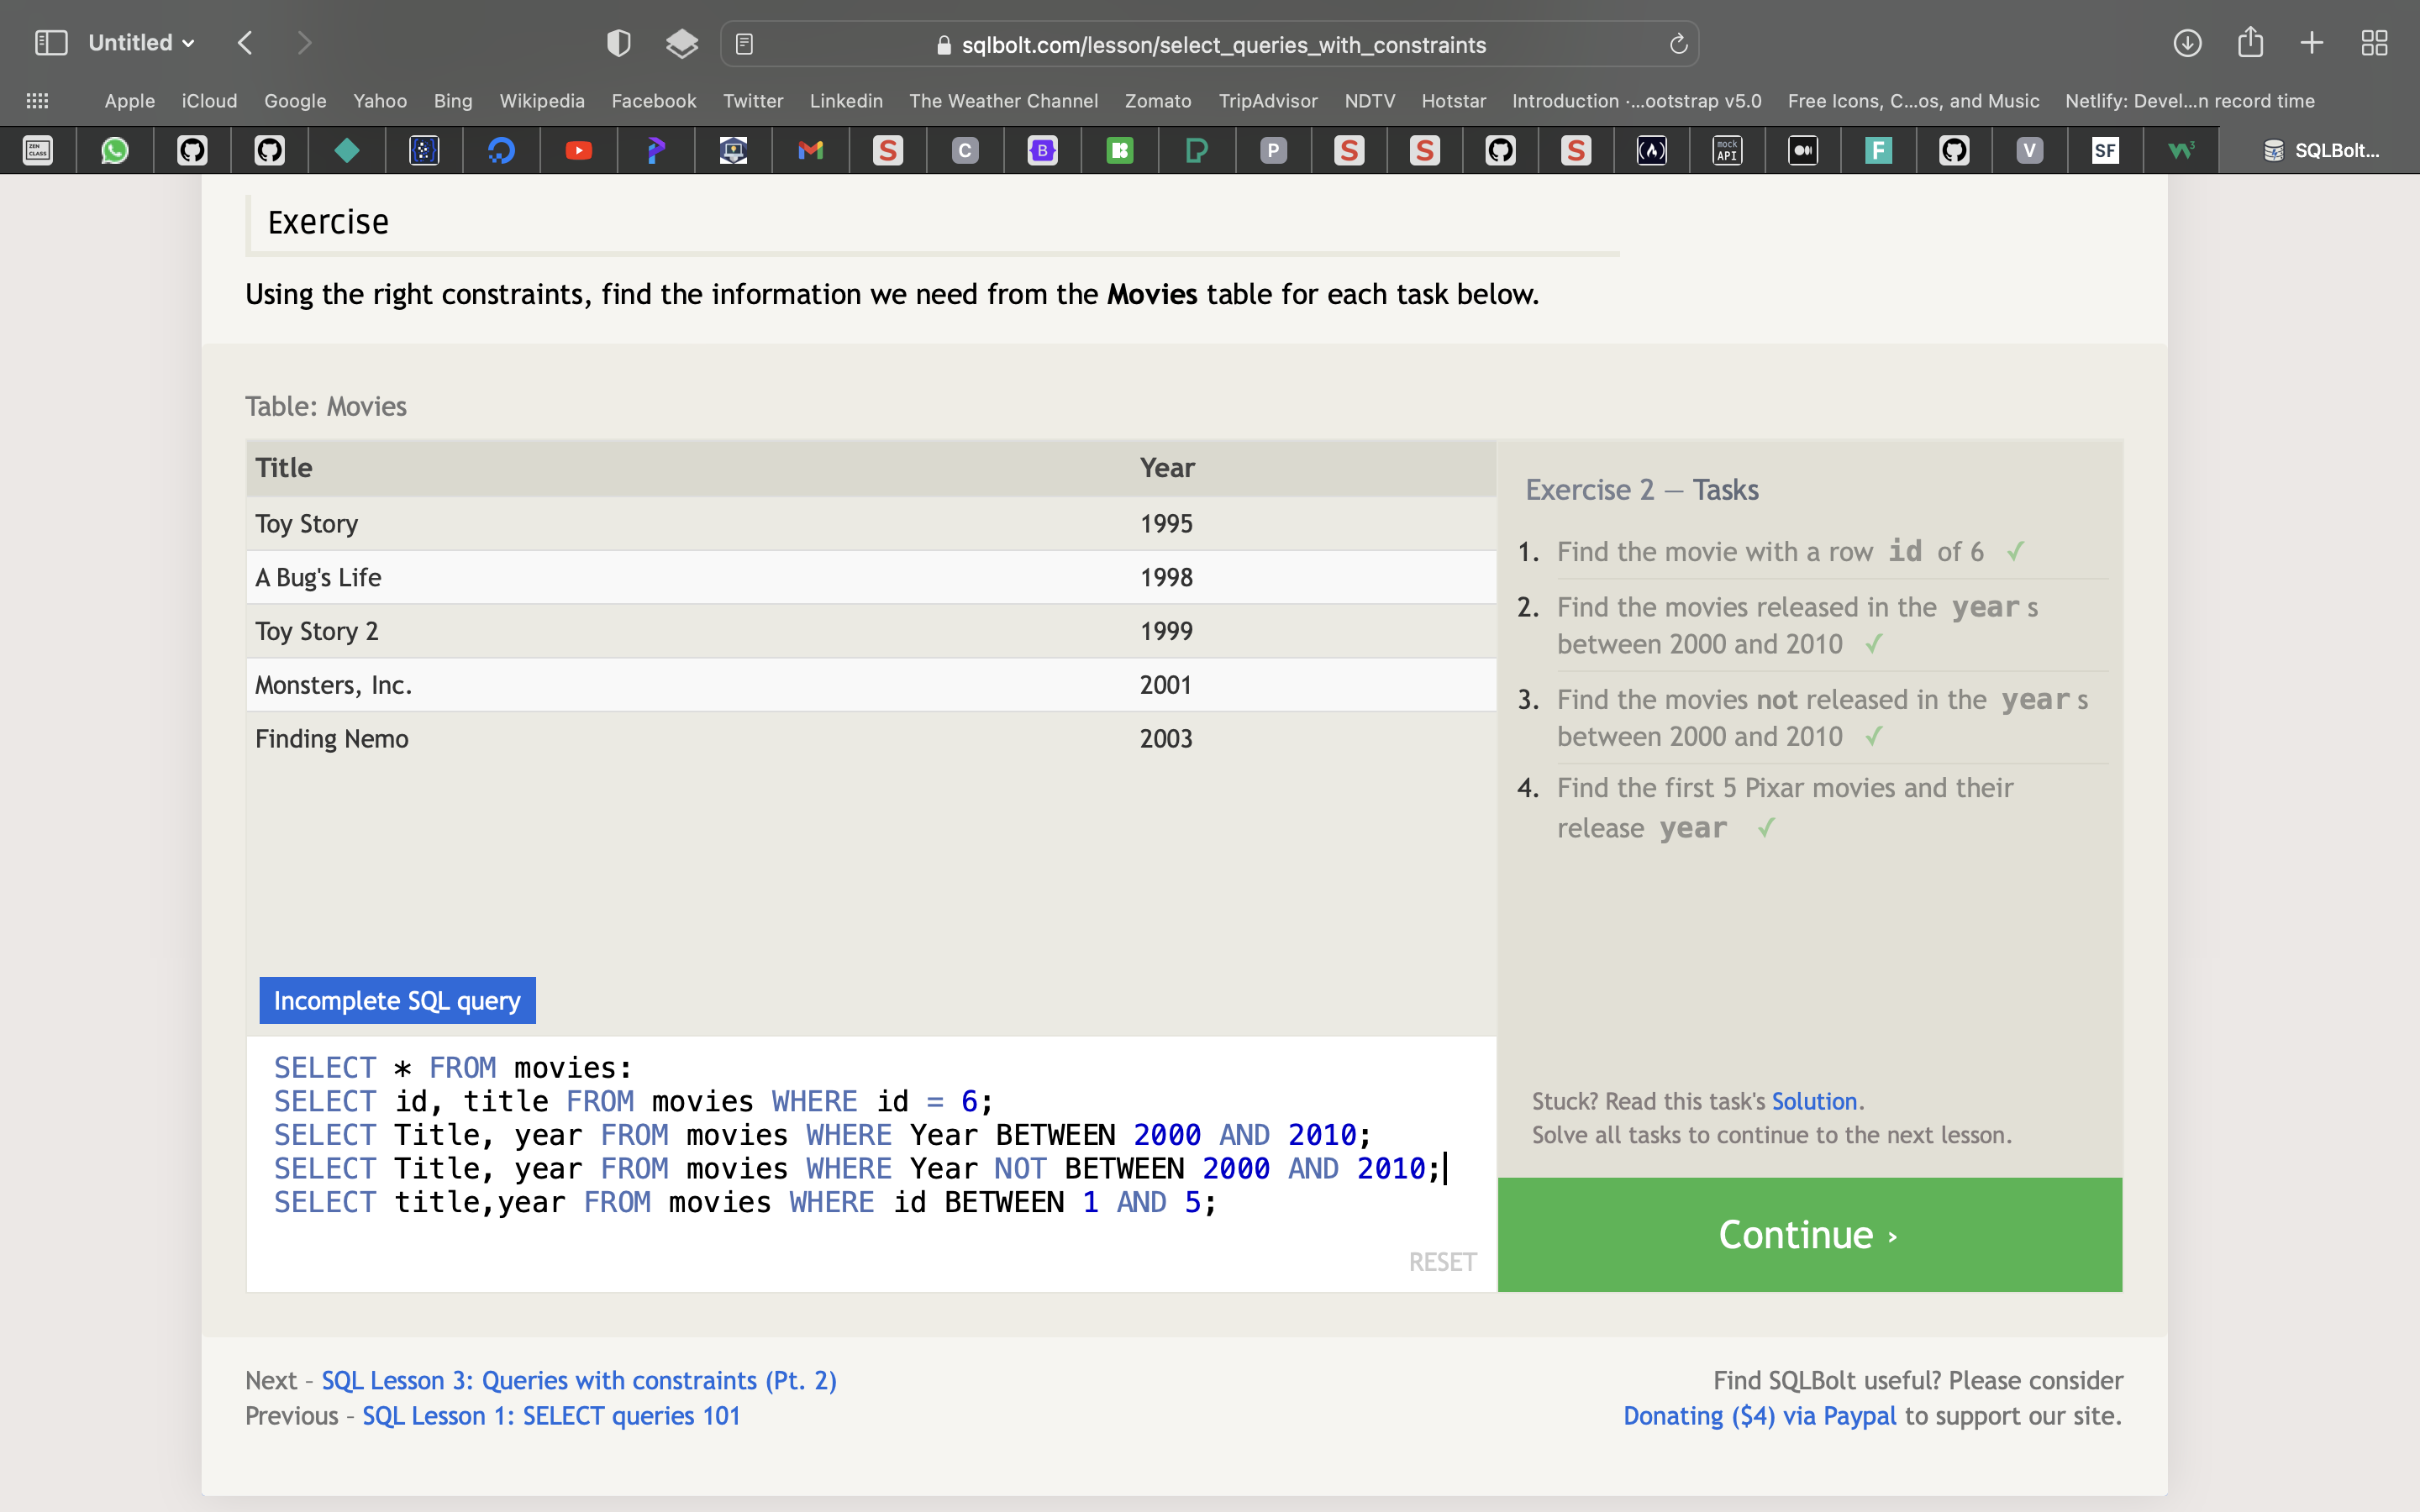 Untitled
sqlbolt.com/lesson/select_queries_with_constraints
Apple iCloud Google Yahoo Bing Wikipedia Facebook Twitter Linkedin The Weather Channel Zomato TripAdvisor NDTV Hotstar Introduction ·...ootstrap v5.0 Free Icons, C...os, and Music Netlify: Devel...n record time
ZEN CLASS S C B P S S S mock API F V SF W3 SQLBolt...
Exercise
Using the right constraints, find the information we need from the Movies table for each task below.
Table: Movies
Title Year
Toy Story 1995
A Bug's Life 1998
Toy Story 2 1999
Monsters, Inc. 2001
Finding Nemo 2003
Incomplete SQL query
SELECT * FROM movies:
SELECT id, title FROM movies WHERE id = 6;
SELECT Title, year FROM movies WHERE Year BETWEEN 2000 AND 2010;
SELECT Title, year FROM movies WHERE Year NOT BETWEEN 2000 AND 2010;
SELECT title,year FROM movies WHERE id BETWEEN 1 AND 5;
RESET
Exercise 2 — Tasks
1. Find the movie with a row id of 6 ✓
2. Find the movies released in the year s
between 2000 and 2010 ✓
3. Find the movies not released in the year s
between 2000 and 2010 ✓
4. Find the first 5 Pixar movies and their
release year ✓
Stuck? Read this task's Solution.
Solve all tasks to continue to the next lesson.
Continue ›
Next – SQL Lesson 3: Queries with constraints (Pt. 2)
Previous – SQL Lesson 1: SELECT queries 101
Find SQLBolt useful? Please consider
Donating ($4) via Paypal to support our site.